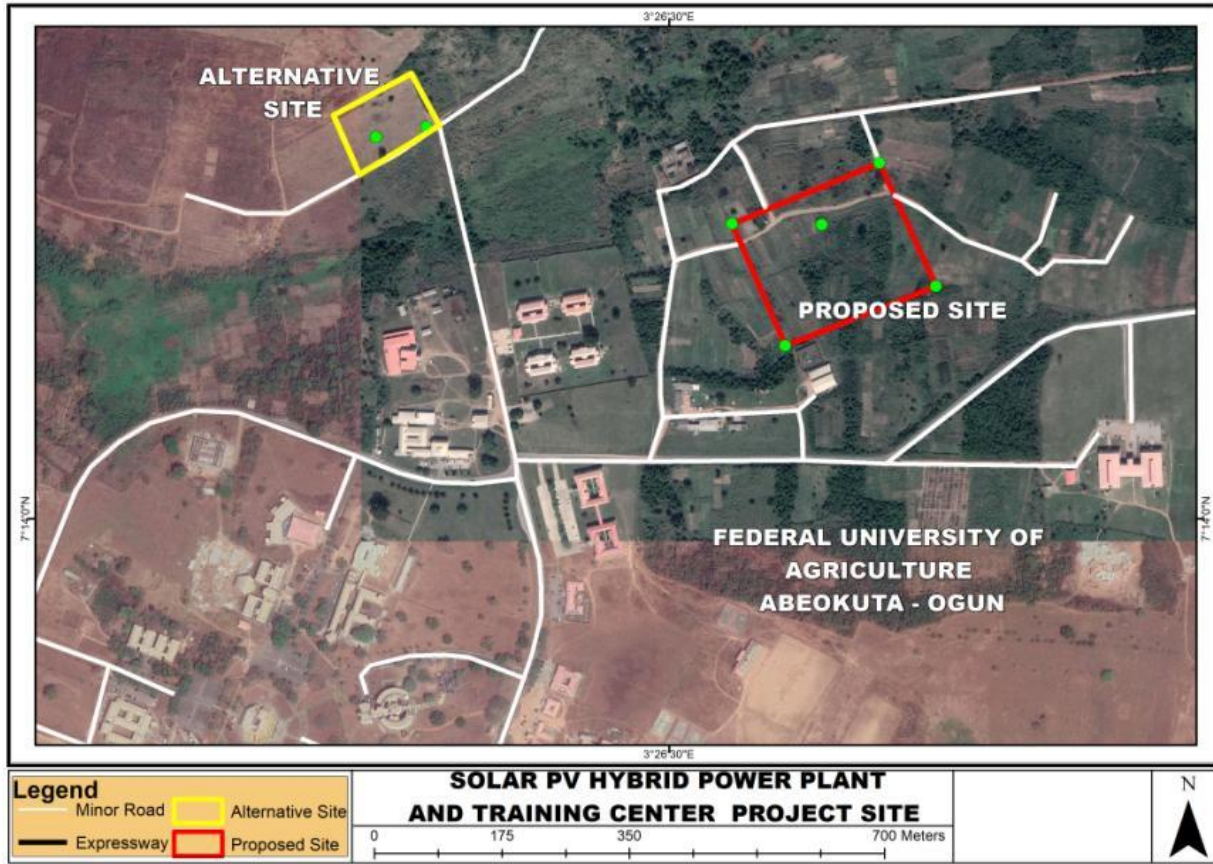 3°26'30"E
ALTERNATIVE
SITE
PROPOSED SITE
7°14'0"N
7°14'0"N
FEDERAL UNIVERSITY OF
AGRICULTURE
ABEOKUTA - OGUN
3°26'30"E
Legend
Minor Road
Alternative Site
Expressway
Proposed Site
SOLAR PV HYBRID POWER PLANT
AND TRAINING CENTER PROJECT SITE
0 175 350 700 Meters
N